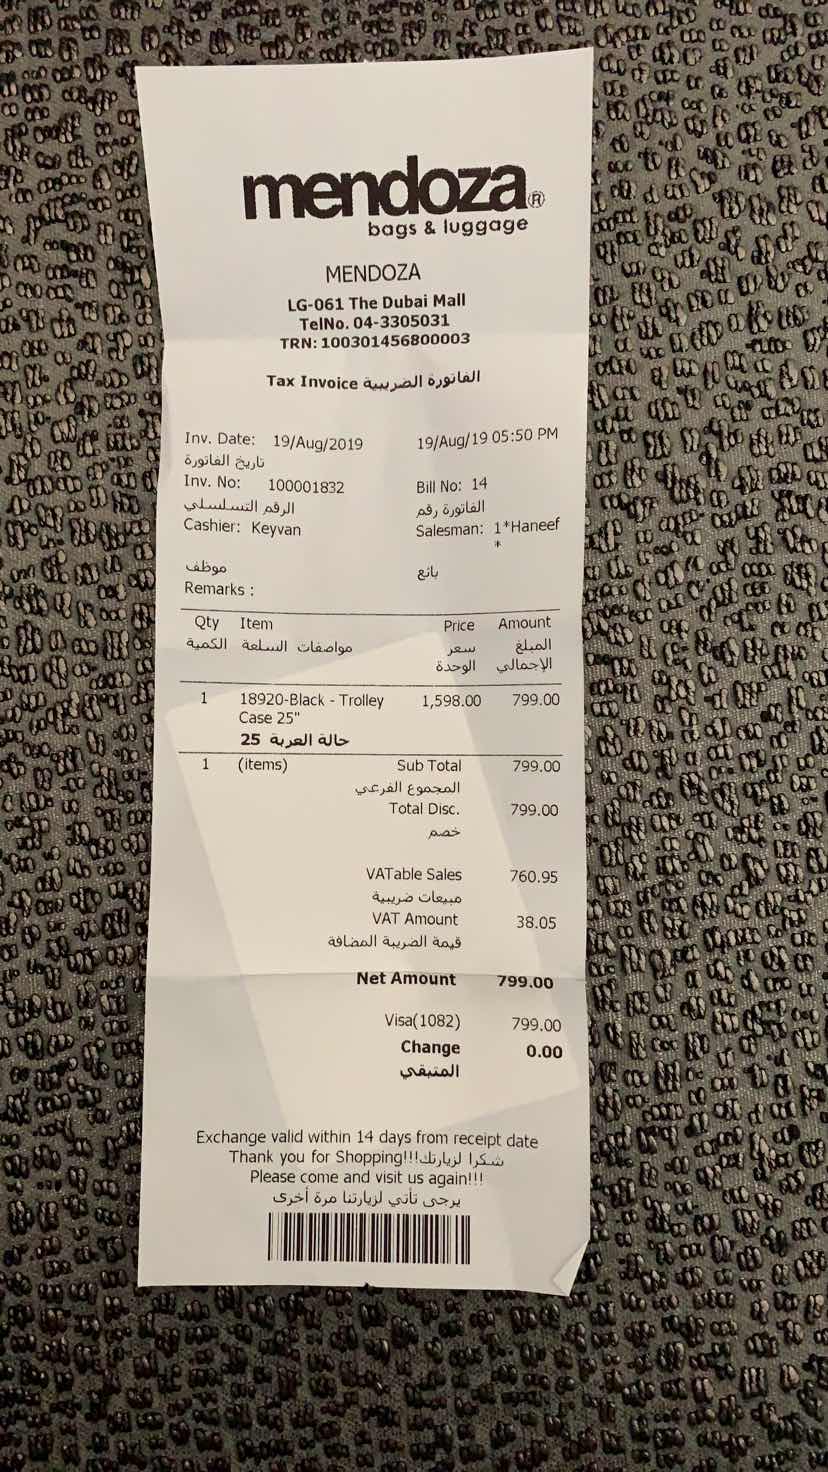 mendoza®
bags & luggage
MENDOZA
LG-061 The Dubai Mall
TelNo. 04-3305031
TRN: 100301456800003
Tax Invoice الفاتورة الضريبية
Inv. Date: 19/Aug/2019 19/Aug/19 05:50 PM
تاريخ الفاتورة
Inv. No: 100001832 Bill No: 14
الرقم التسلسلي الفاتورة رقم
Cashier: Keyvan Salesman: 1*Haneef
*
موظف بائع
Remarks :
Qty Item Price Amount
الكمية مواصفات السلعة سعر المبلغ
الوحدة الإجمالي
1 18920-Black - Trolley 1,598.00 799.00
Case 25"
حالة العربة 25
1 (items) Sub Total 799.00
المجموع الفرعي
Total Disc. 799.00
خصم
VATable Sales 760.95
مبيعات ضريبية
VAT Amount 38.05
قيمة الضريبة المضافة
Net Amount 799.00
Visa(1082) 799.00
Change 0.00
المتبقي
Exchange valid within 14 days from receipt date
Thank you for Shopping!!!شكرا لزيارتك
Please come and visit us again!!!
يرجى تأتي لزيارتنا مرة أخرى